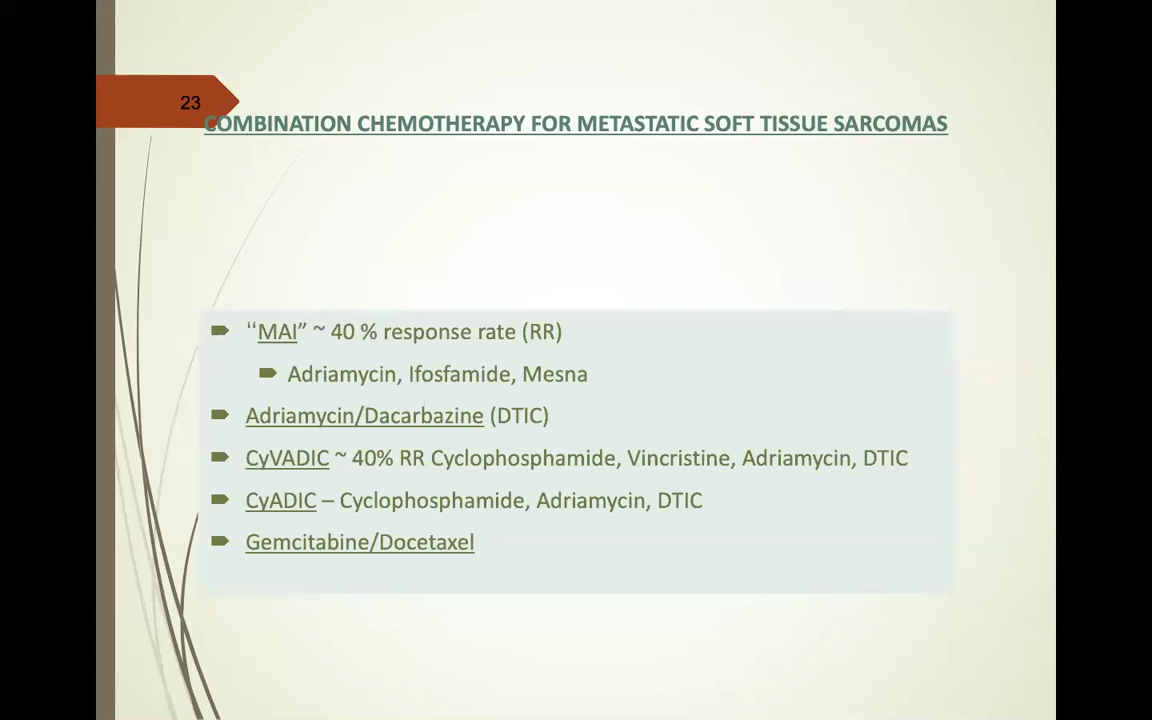 23
COMBINATION CHEMOTHERAPY FOR METASTATIC SOFT TISSUE SARCOMAS
“MAI” ~ 40 % response rate (RR)
Adriamycin, Ifosfamide, Mesna
Adriamycin/Dacarbazine (DTIC)
CyVADIC ~ 40% RR Cyclophosphamide, Vincristine, Adriamycin, DTIC
CyADIC – Cyclophosphamide, Adriamycin, DTIC
Gemcitabine/Docetaxel